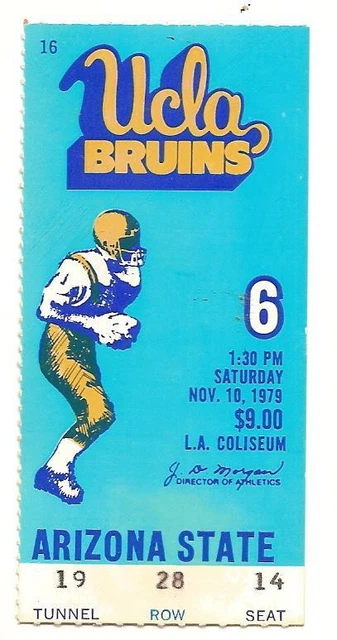 16
Ucla
BRUINS
6
1:30 PM
SATURDAY
NOV. 10, 1979
$9.00
L.A. COLISEUM
J. D. Morgan
DIRECTOR OF ATHLETICS
ARIZONA STATE
19 28 14
TUNNEL ROW SEAT